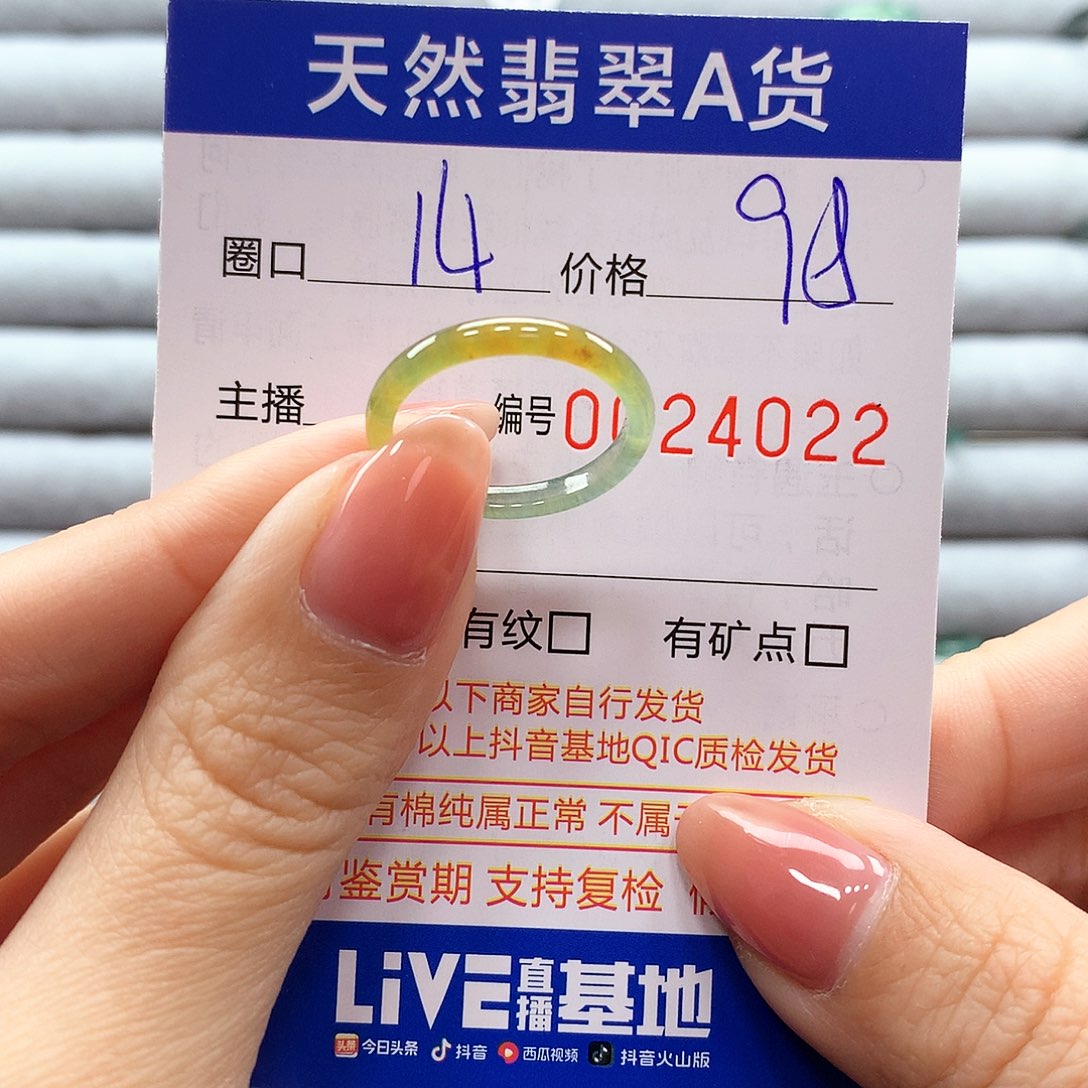 天然翡翠A货
圈口 14 价格 98
主播 编号 0024022
有纹□ 有矿点□
以下商家自行发货
以上抖音基地QIC质检发货
有棉纯属正常 不属
鉴赏期 支持复检
LiVE直播基地
头条 今日头条 抖音 西瓜视频 抖音火山版